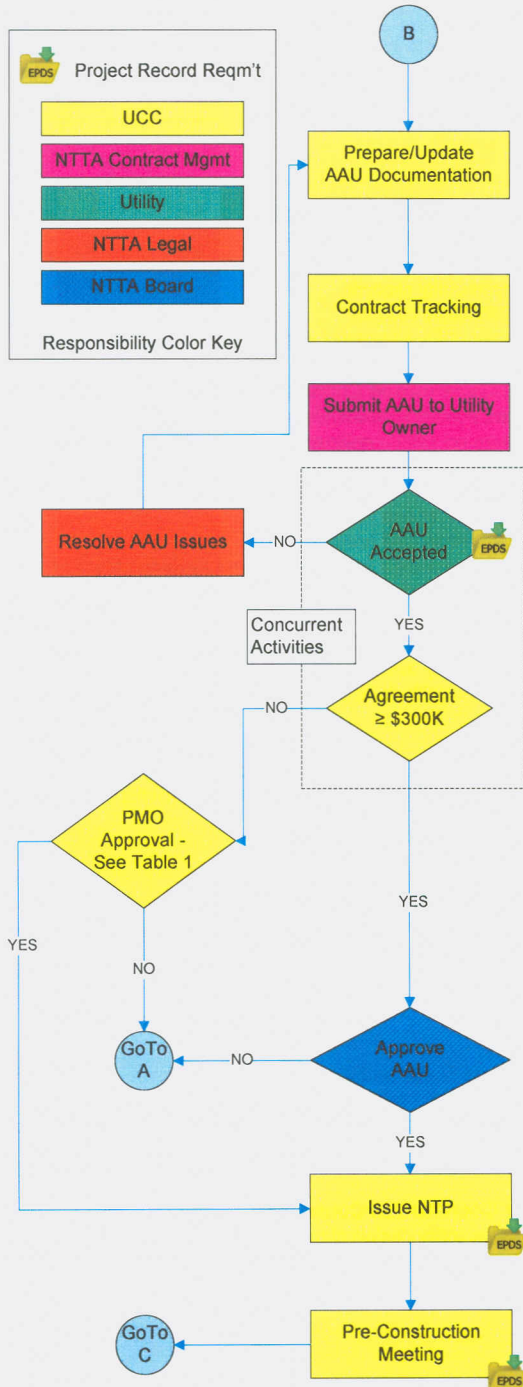 EPDS
Project Record Reqm't
UCC
NTTA Contract Mgmt
Utility
NTTA Legal
NTTA Board
Responsibility Color Key
B
Prepare/Update
AAU Documentation
Contract Tracking
Submit AAU to Utility
Owner
AAU
Accepted
EPDS
NO
Resolve AAU Issues
YES
Concurrent
Activities
Agreement
≥ $300K
NO
PMO
Approval -
See Table 1
YES
YES
NO
Approve
AAU
NO
GoTo
A
YES
Issue NTP
EPDS
Pre-Construction
Meeting
EPDS
GoTo
C